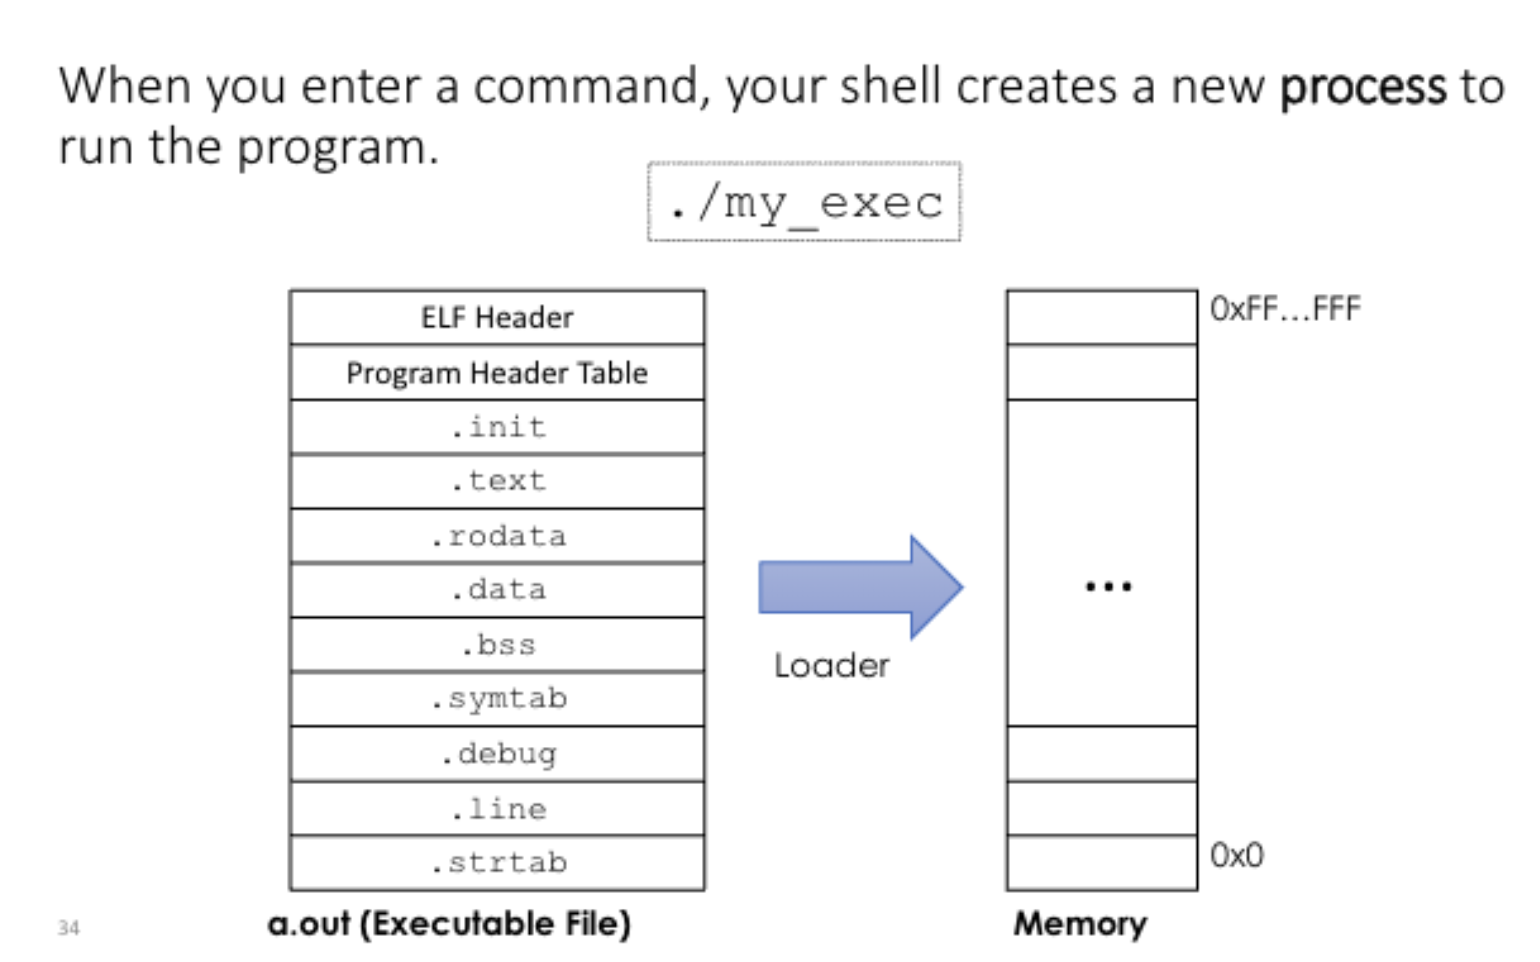 When you enter a command, your shell creates a new process to
run the program.
./my_exec
ELF Header
Program Header Table
.init
.text
.rodata
.data
.bss
.symtab
.debug
.line
.strtab
a.out (Executable File)
Loader
0xFF...FFF
...
0x0
Memory
34